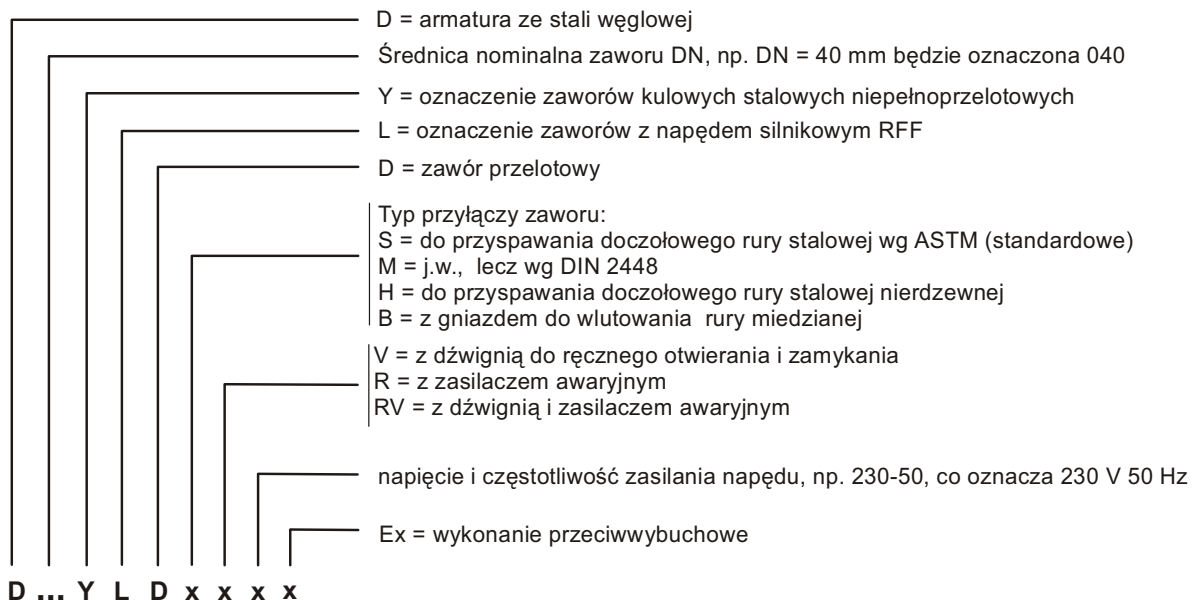 D = armatura ze stali węglowej
Średnica nominalna zaworu DN, np. DN = 40 mm będzie oznaczona 040
Y = oznaczenie zaworów kulowych stalowych niepełnoprzelotowych
L = oznaczenie zaworów z napędem silnikowym RFF
D = zawór przelotowy
Typ przyłączy zaworu:
S = do przyspawania doczołowego rury stalowej wg ASTM (standardowe)
M = j.w., lecz wg DIN 2448
H = do przyspawania doczołowego rury stalowej nierdzewnej
B = z gniazdem do wlutowania rury miedzianej
V = z dźwignią do ręcznego otwierania i zamykania
R = z zasilaczem awaryjnym
RV = z dźwignią i zasilaczem awaryjnym
napięcie i częstotliwość zasilania napędu, np. 230-50, co oznacza 230 V 50 Hz
Ex = wykonanie przeciwwybuchowe
D ... Y L D x x x x